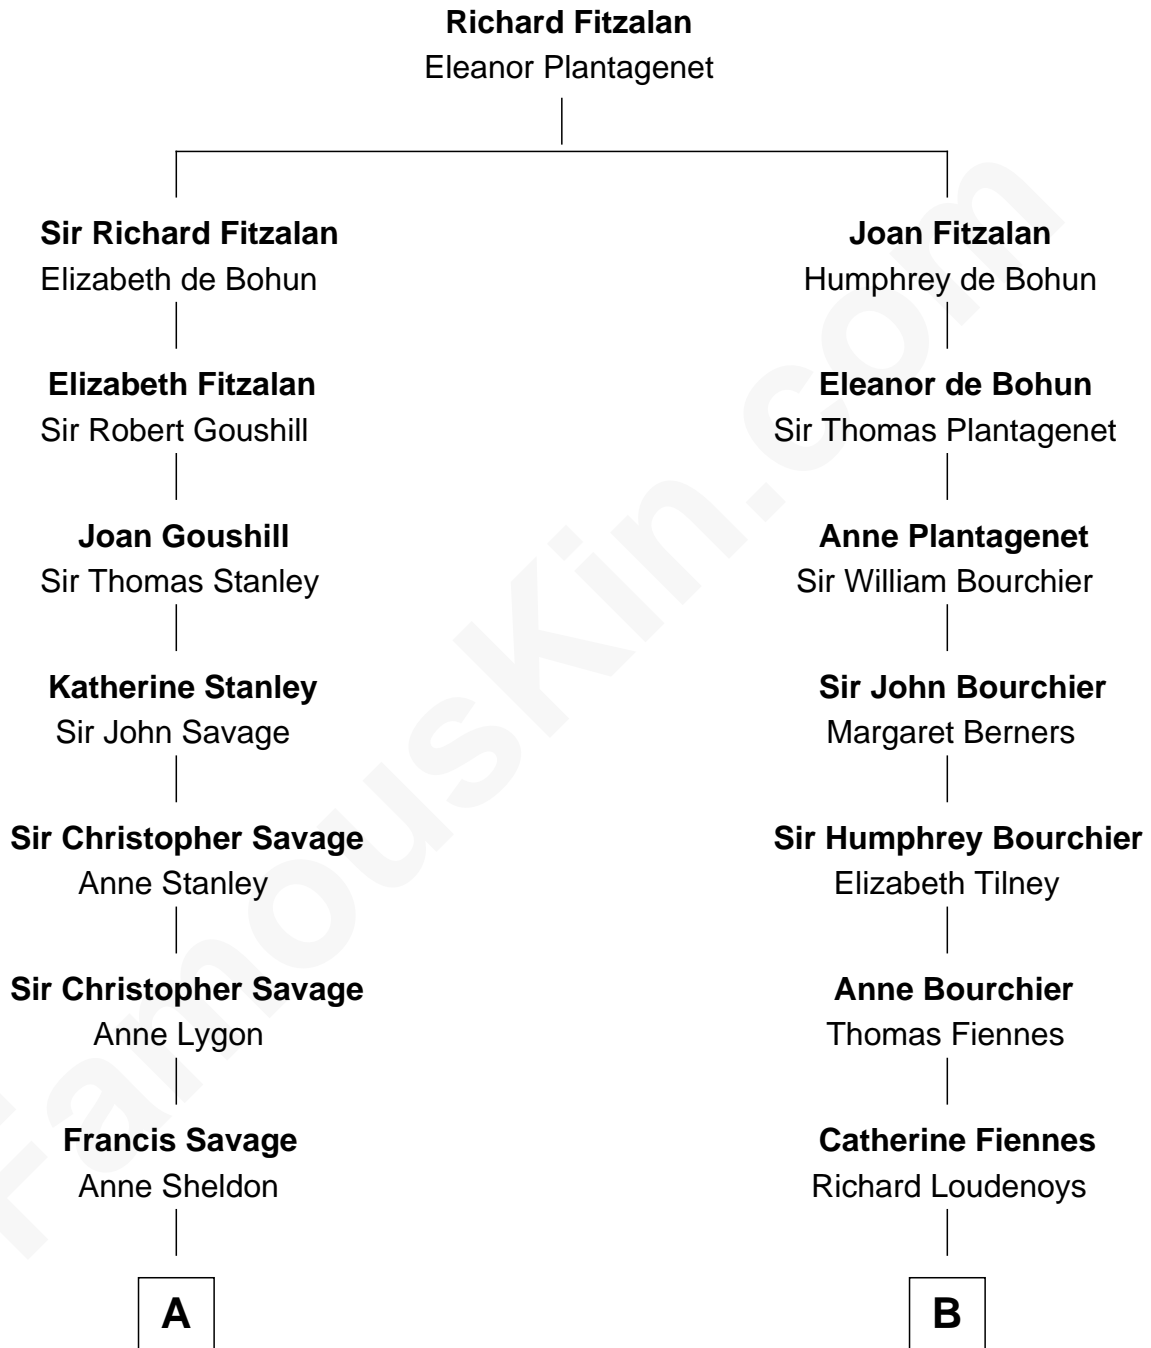 Richard Fitzalan
Eleanor Plantagenet
Sir Richard Fitzalan
Elizabeth de Bohun
Elizabeth Fitzalan
Sir Robert Goushill
Joan Goushill
Sir Thomas Stanley
Katherine Stanley
Sir John Savage
Sir Christopher Savage
Anne Stanley
Sir Christopher Savage
Anne Lygon
Francis Savage
Anne Sheldon
A
Joan Fitzalan
Humphrey de Bohun
Eleanor de Bohun
Sir Thomas Plantagenet
Anne Plantagenet
Sir William Bourchier
Sir John Bourchier
Margaret Berners
Sir Humphrey Bourchier
Elizabeth Tilney
Anne Bourchier
Thomas Fiennes
Catherine Fiennes
Richard Loudenoys
B
FamousKin.com